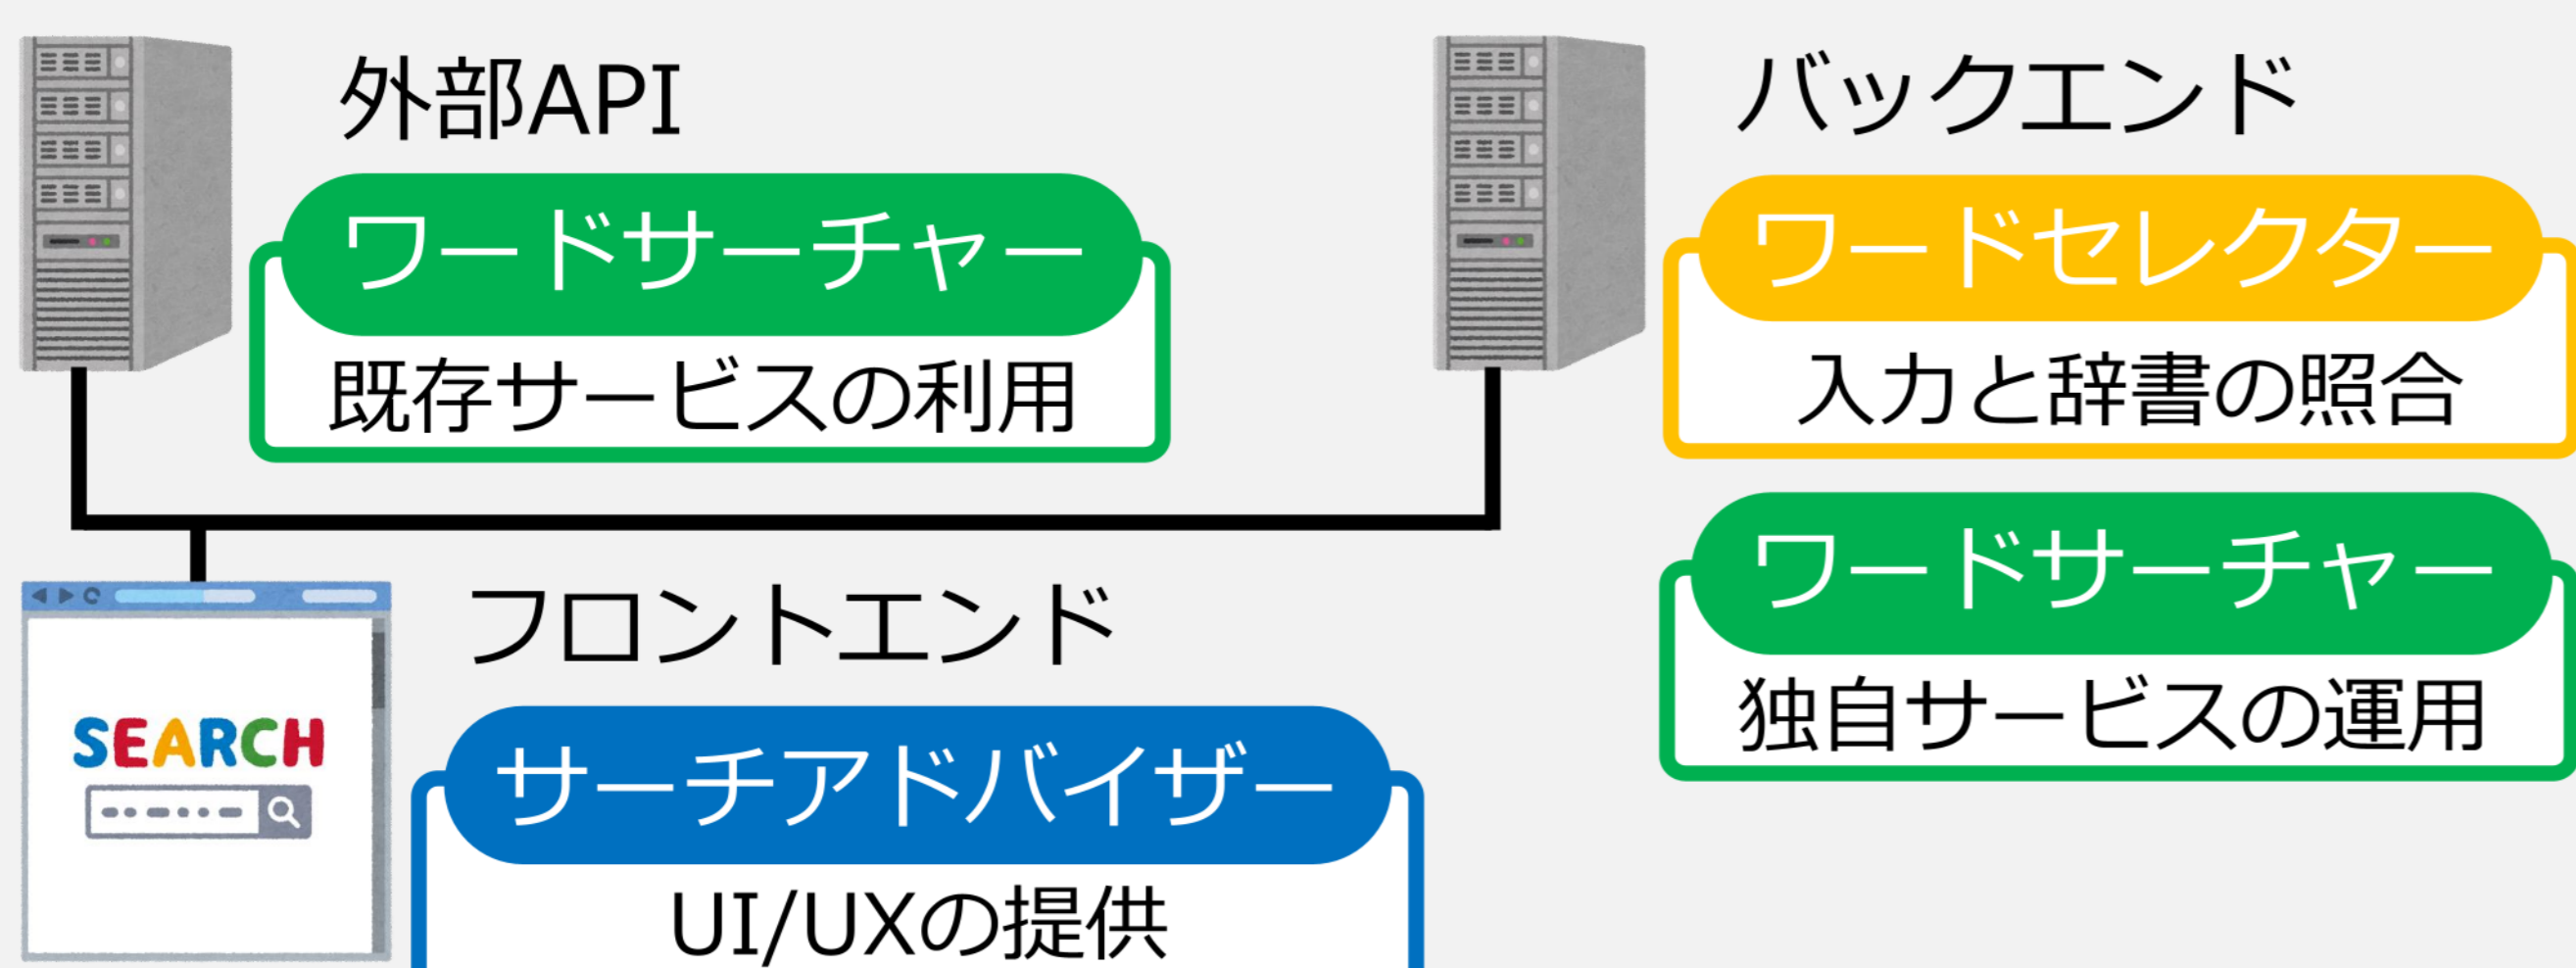 外部API
ワードサーチャー
既存サービスの利用
バックエンド
ワードセレクター
入力と辞書の照合
ワードサーチャー
独自サービスの運用
フロントエンド
サーチアドバイザー
UI/UXの提供
SEARCH